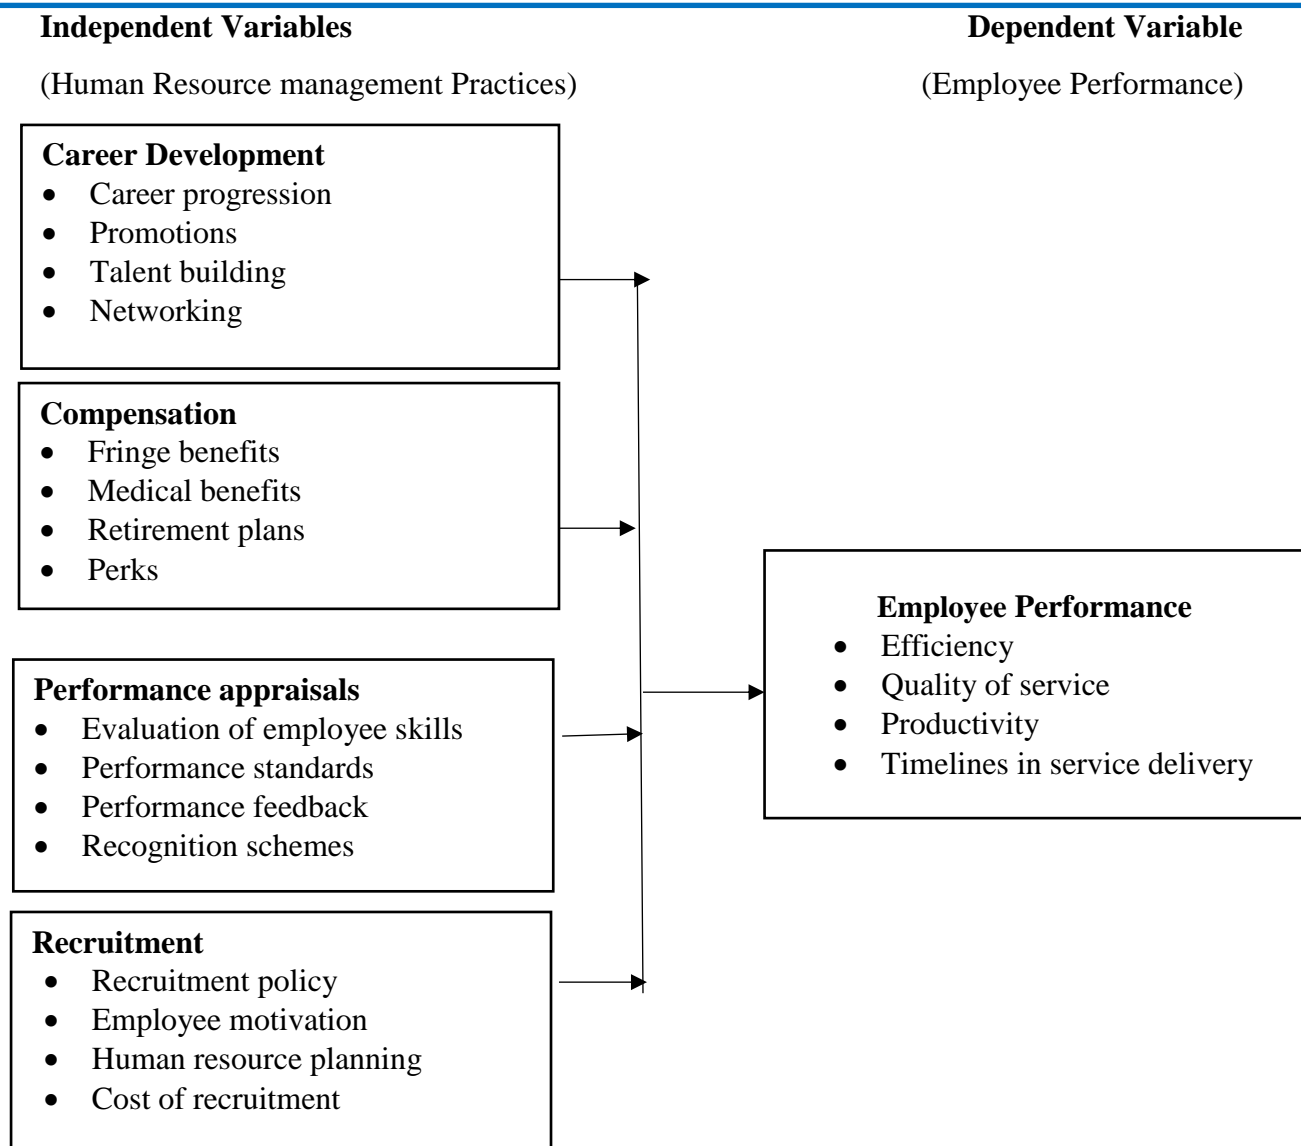 Independent Variables
Dependent Variable
(Human Resource management Practices)
(Employee Performance)
Career Development
• Career progression
• Promotions
• Talent building
• Networking
Compensation
• Fringe benefits
• Medical benefits
• Retirement plans
• Perks
Performance appraisals
• Evaluation of employee skills
• Performance standards
• Performance feedback
• Recognition schemes
Recruitment
• Recruitment policy
• Employee motivation
• Human resource planning
• Cost of recruitment
Employee Performance
• Efficiency
• Quality of service
• Productivity
• Timelines in service delivery